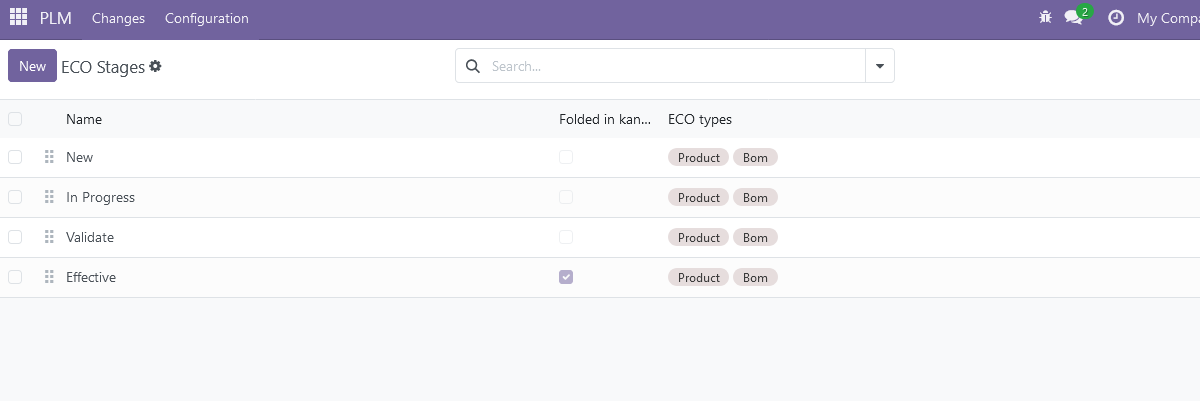 PLM Changes Configuration 2 My Compa
New ECO Stages Search...
Name Folded in kan... ECO types
New Product Bom
In Progress Product Bom
Validate Product Bom
Effective Product Bom